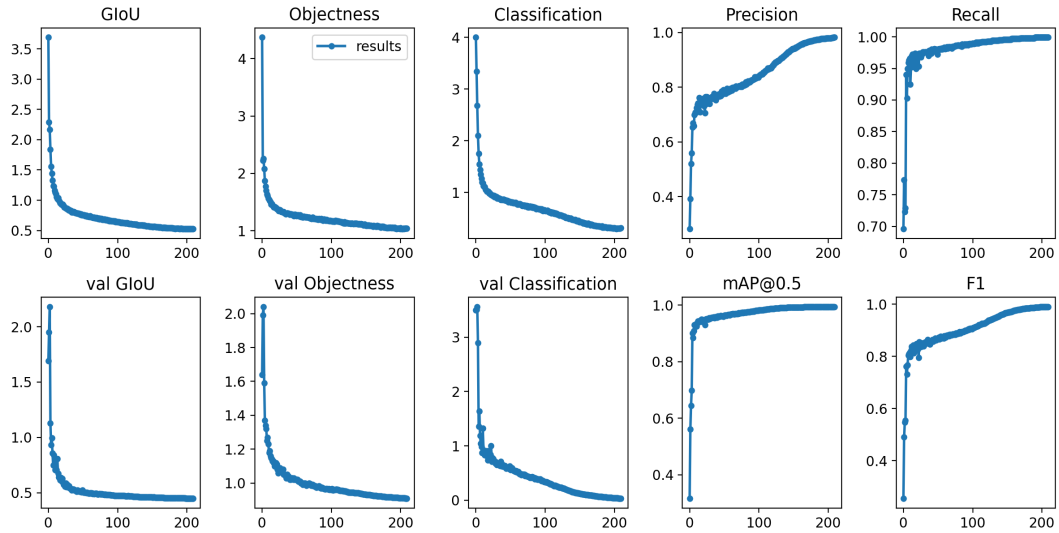 GIoU
3.5
3.0
2.5
2.0
1.5
1.0
0.5
0 100 200
Objectness
results
4
3
2
1
0 100 200
Classification
4
3
2
1
0 100 200
Precision
1.0
0.8
0.6
0.4
0 100 200
Recall
1.00
0.95
0.90
0.85
0.80
0.75
0.70
0 100 200
val GIoU
2.0
1.5
1.0
0.5
0 100 200
val Objectness
2.0
1.8
1.6
1.4
1.2
1.0
0 100 200
val Classification
3
2
1
0
0 100 200
mAP@0.5
1.0
0.8
0.6
0.4
0 100 200
F1
1.0
0.8
0.6
0.4
0 100 200